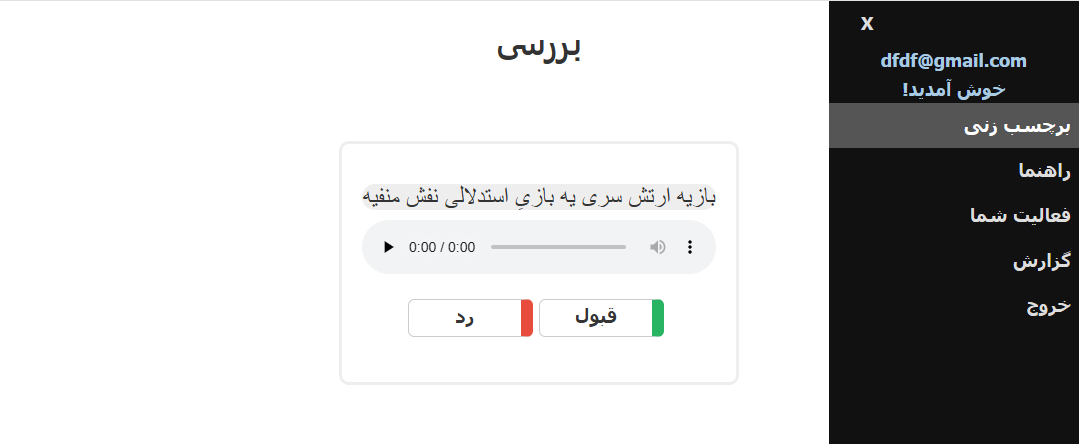 X
dfdf@gmail.com
خوش آمدید!
برچسب زنی
راهنما
فعالیت شما
گزارش
خروج
بررسی
بازیه ارتش سری یه بازیِ استدلالی نقش منفیه
0:00 / 0:00
قبول
رد